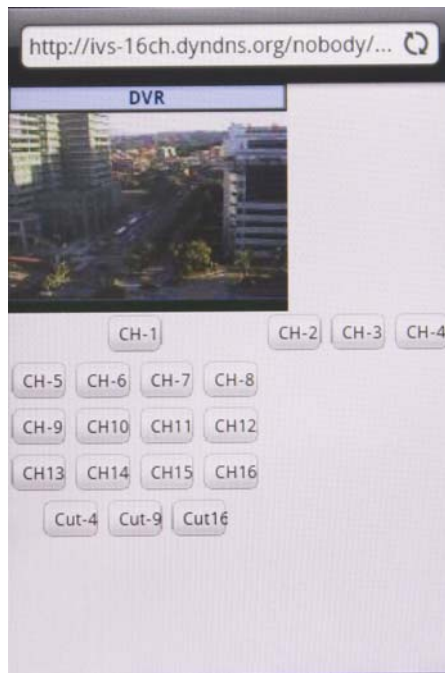 http://ivs-16ch.dyndns.org/nobody/...
DVR
CH-1 CH-2 CH-3 CH-4
CH-5 CH-6 CH-7 CH-8
CH-9 CH10 CH11 CH12
CH13 CH14 CH15 CH16
Cut-4 Cut-9 Cut16